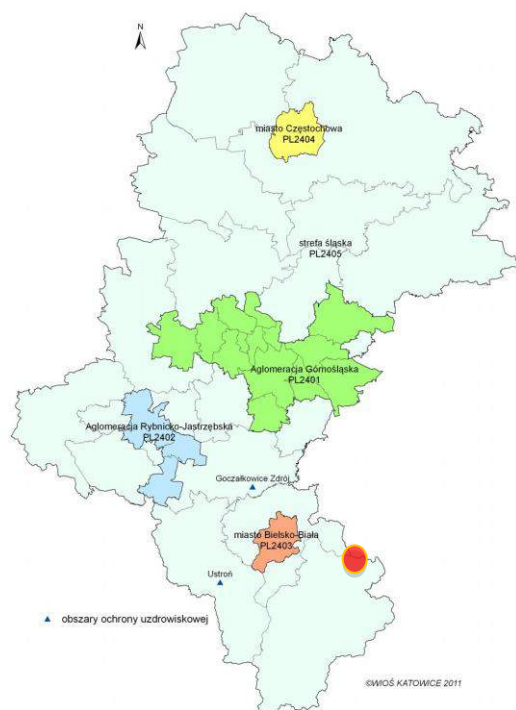 N
miasto Częstochowa
PL2404
strefa śląska
PL2405
Aglomeracja Górnośląska
PL2401
Aglomeracja Rybnicko-Jastrzębska
PL2402
Goczałkowice Zdrój
miasto Bielsko-Biała
PL2403
Ustroń
obszary ochrony uzdrowiskowej
©WIOŚ KATOWICE 2011